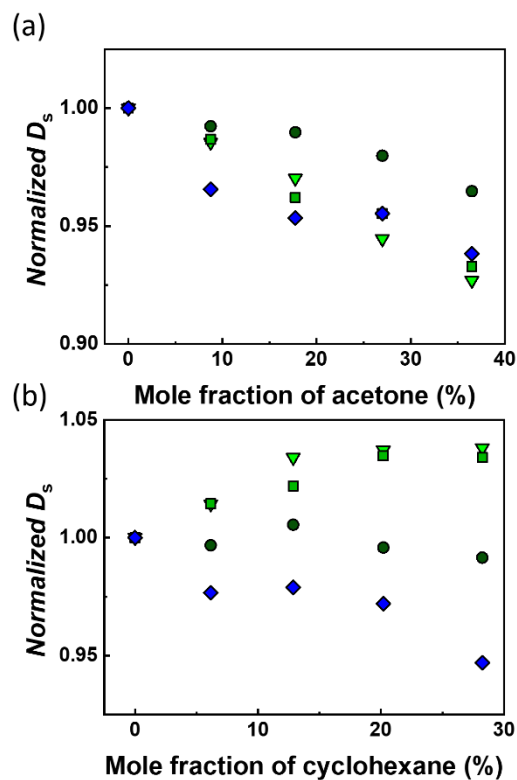 (a)
Normalized Ds
1.00
0.95
0.90
0 10 20 30 40
Mole fraction of acetone (%)
(b)
Normalized Ds
1.05
1.00
0.95
0 10 20 30
Mole fraction of cyclohexane (%)